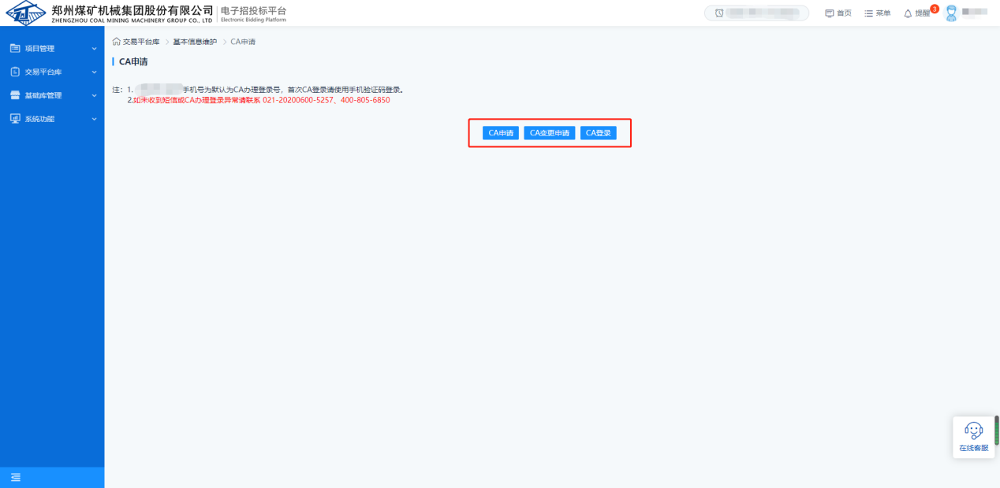 郑州煤矿机械集团股份有限公司 电子招投标平台
ZHENGZHOU COAL MINING MACHINERY GROUP CO., LTD Electronic Bidding Platform
首页 菜单 提醒 3
项目管理
交易平台库
基础库管理
系统功能
交易平台库 > 基本信息维护 > CA申请
CA申请
注：1. 手机号为默认为CA办理登录号，首次CA登录请使用手机验证码登录。
2.如未收到短信或CA办理登录异常请联系 021-20200600-5257、400-805-6850
CA申请 CA变更申请 CA登录
在线客服